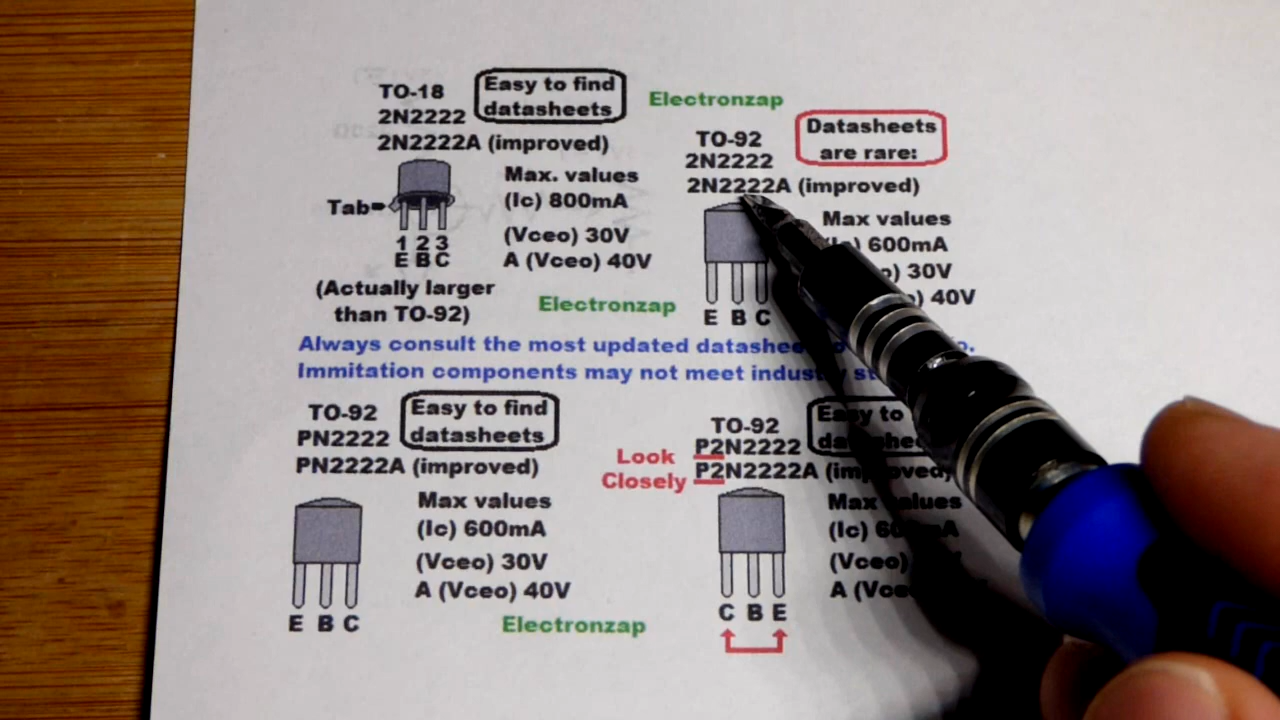 TO-18
2N2222
2N2222A (improved)
Easy to find
datasheets
Electronzap
Tab
1 2 3
E B C
Max. values
(Ic) 800mA
(Vceo) 30V
A (Vceo) 40V
(Actually larger
than TO-92)
Electronzap
TO-92
2N2222
2N2222A (improved)
Datasheets
are rare:
Max values
600mA
30V
40V
E B C
Always consult the most updated
Immitation components may not meet
TO-92
PN2222
PN2222A (improved)
Easy to find
datasheets
Max values
(Ic) 600mA
(Vceo) 30V
A (Vceo) 40V
E B C
Electronzap
Look
Closely
TO-92
P2N2222
P2N2222A
Easy to
Max values
(Ic)
(Vceo)
A
C B E